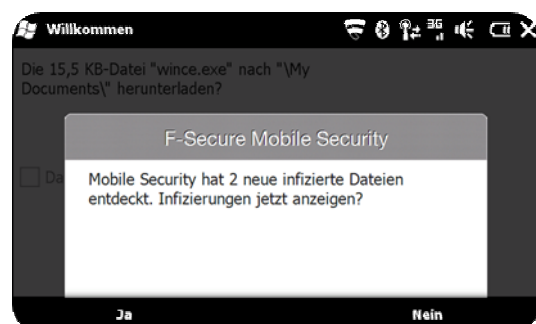 Willkommen
3G
Die 15,5 KB-Datei "wince.exe" nach "\My
Documents\" herunterladen?
F-Secure Mobile Security
Da
Mobile Security hat 2 neue infizierte Dateien
entdeckt. Infizierungen jetzt anzeigen?
Ja
Nein